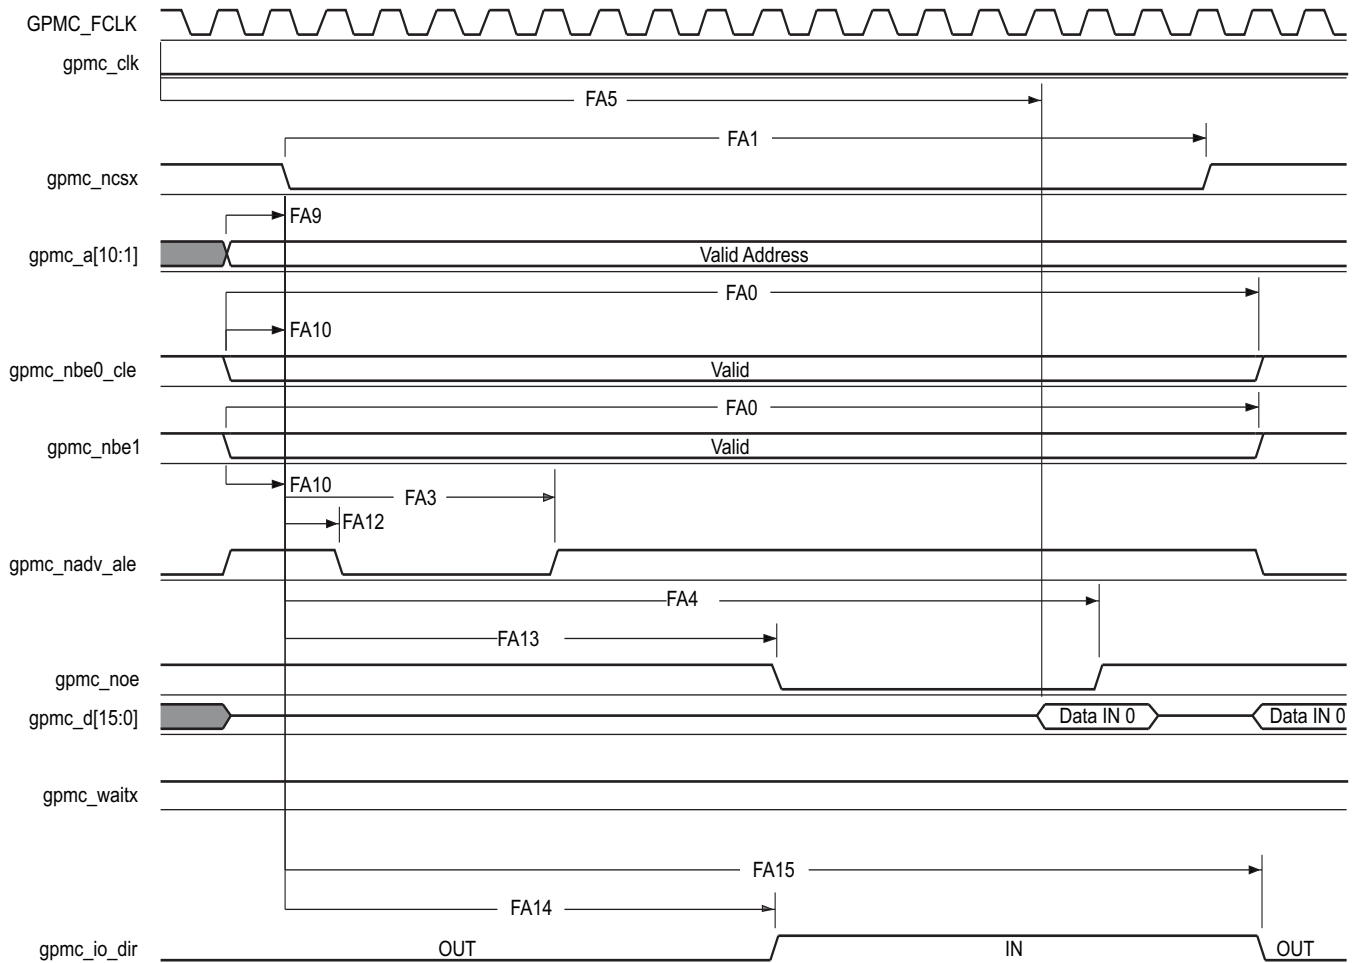 GPMC_FCLK
gpmc_clk
FA5
FA1
gpmc_ncsx
FA9
gpmc_a[10:1] Valid Address
FA0
FA10
gpmc_nbe0_cle Valid
FA0
gpmc_nbe1 Valid
FA10
FA3
FA12
gpmc_nadv_ale
FA4
FA13
gpmc_noe
gpmc_d[15:0] Data IN 0 Data IN 0
gpmc_waitx
FA15
FA14
gpmc_io_dir OUT IN OUT